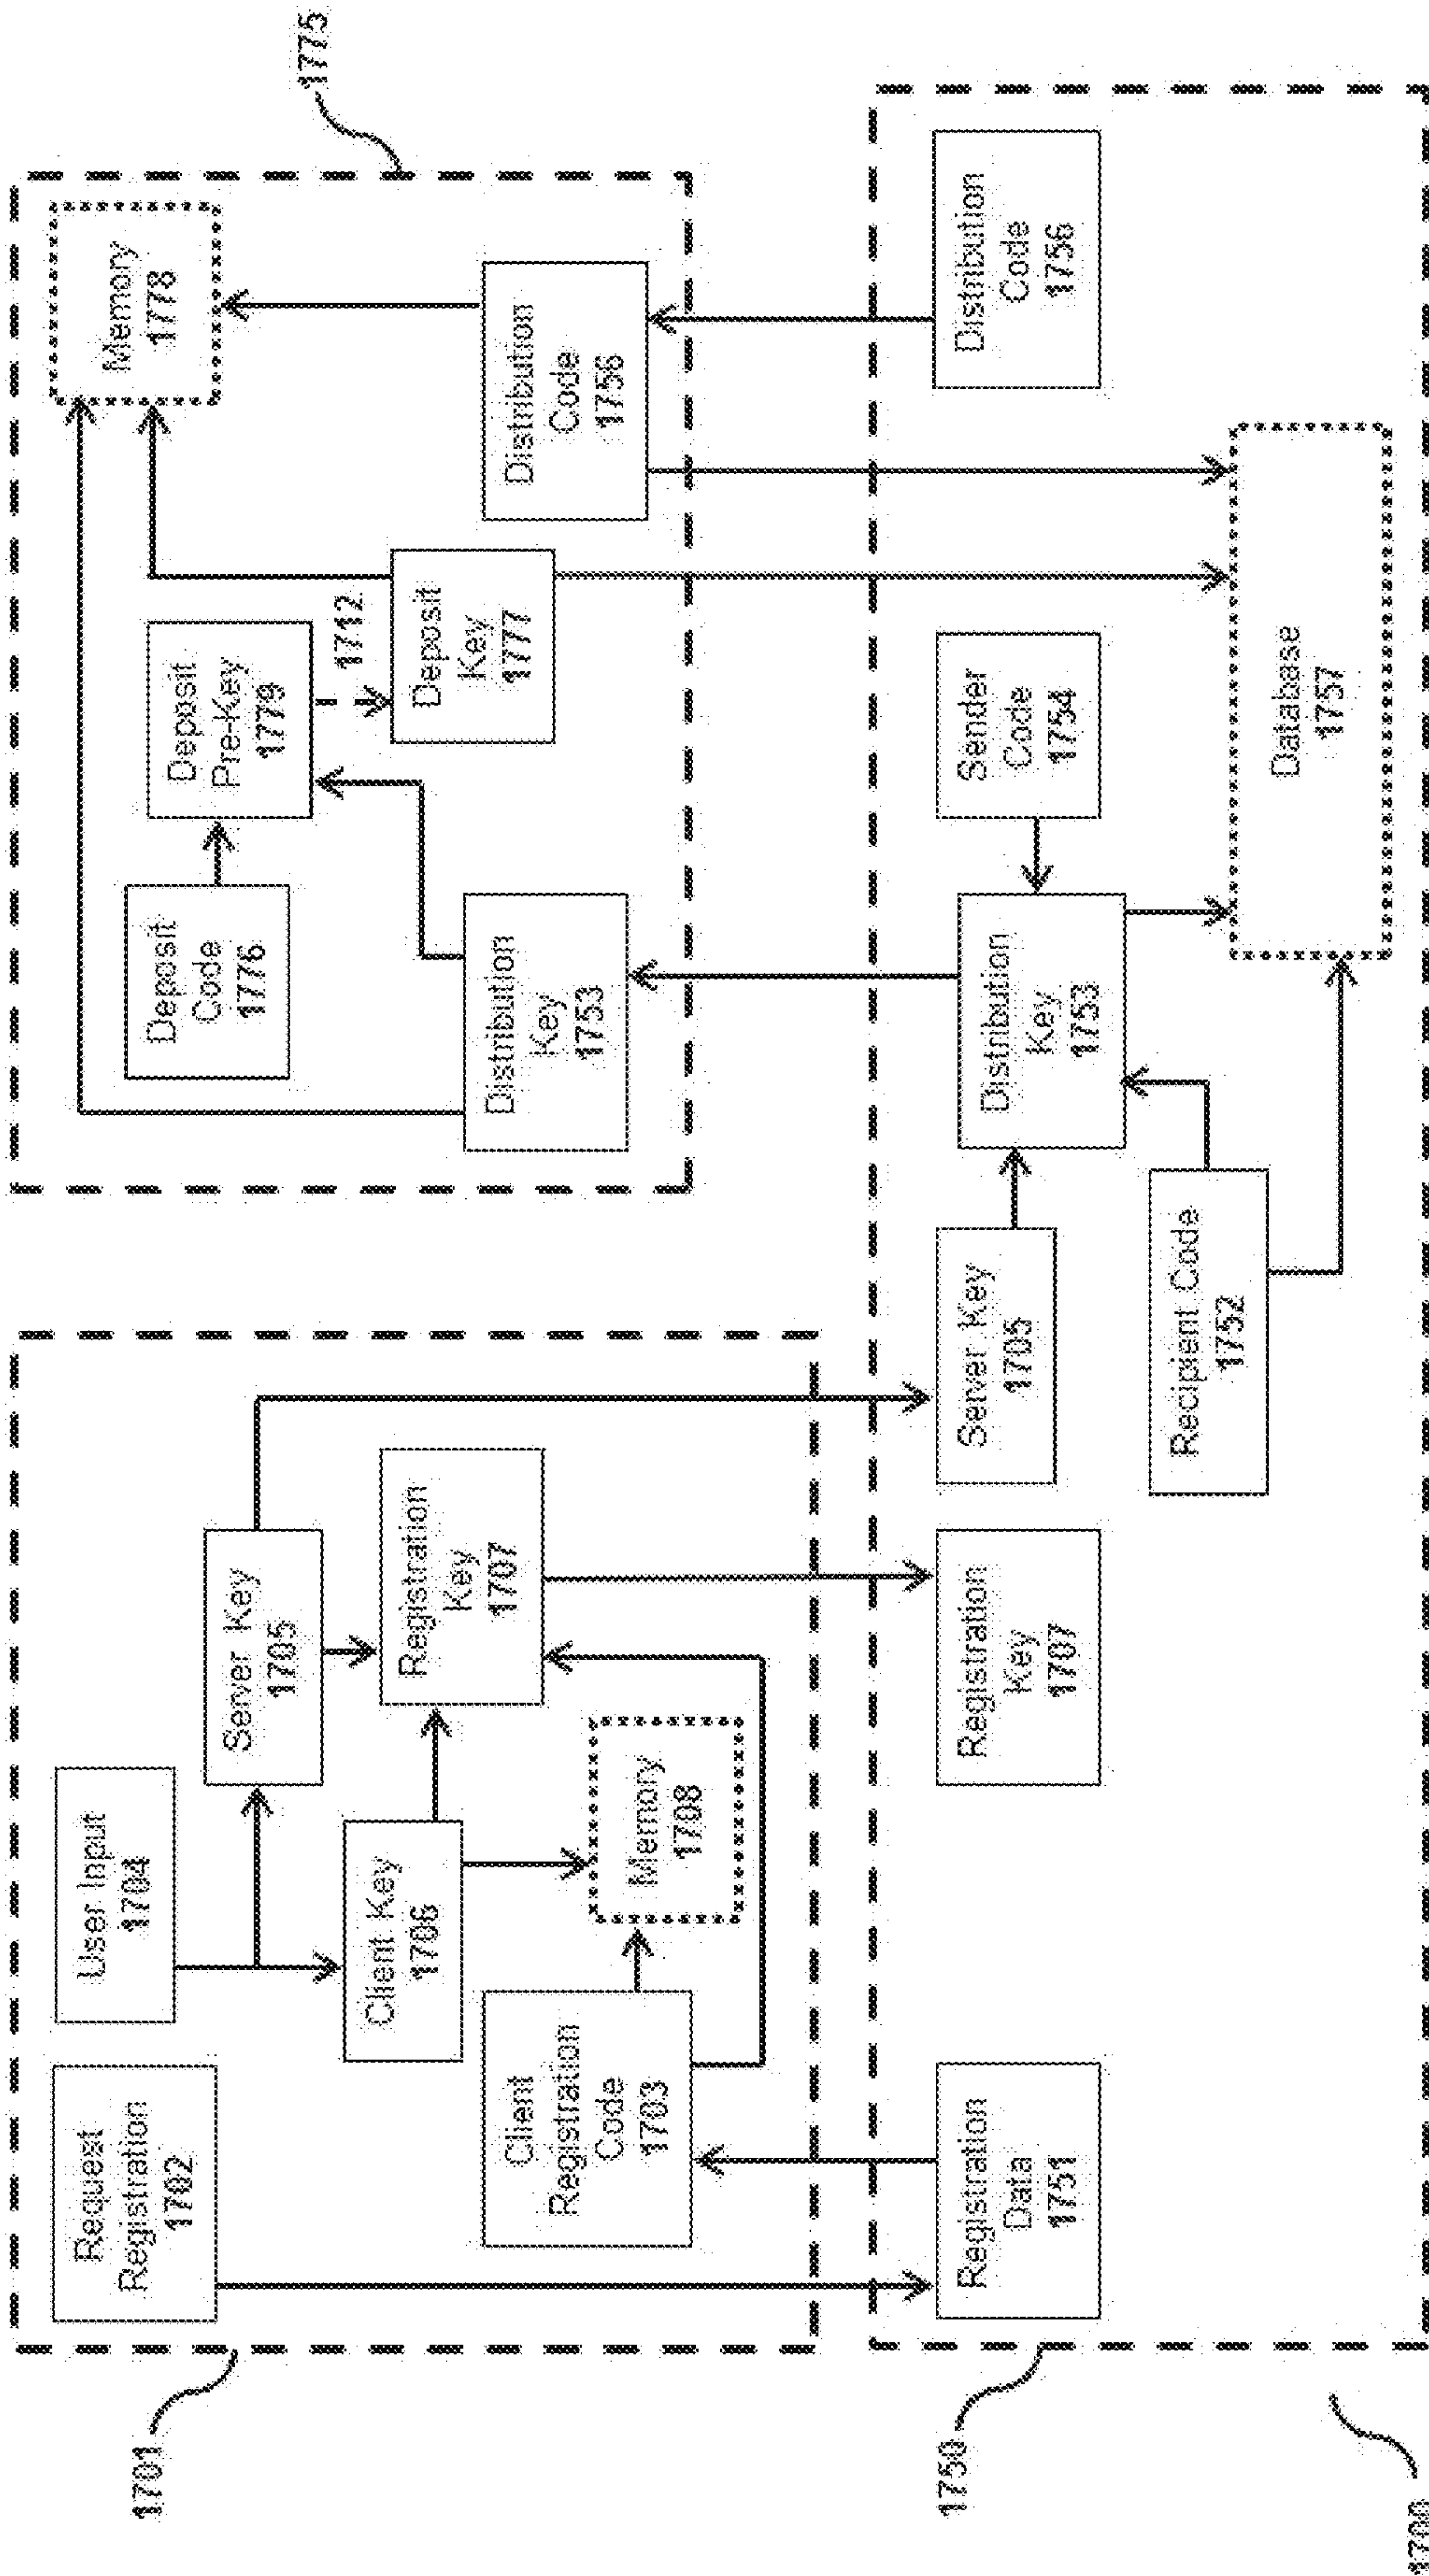 1701
Request
Registration
1702
User Input
1704
Server Key
1705
Client Key
1706
Registration
Key
1707
Client
Registration
Code
1703
Memory
1708
1775
Deposit
Code
1776
Deposit
Pre-Key
1779
1712
Deposit
Key
1777
Memory
1778
Distribution
Key
1753
Distribution
Code
1756
1750
Registration
Data
1751
Registration
Key
1707
Server Key
1705
Recipient Code
1752
Distribution
Key
1753
Sender
Code
1754
Distribution
Code
1756
Database
1757
1700